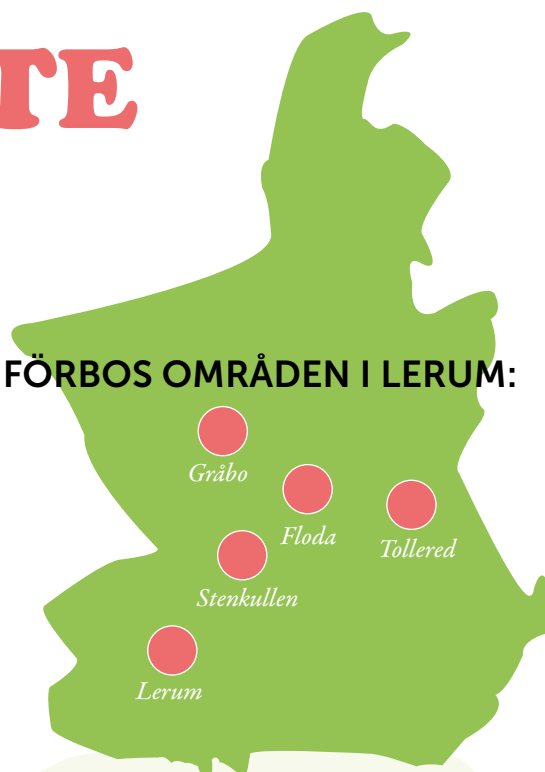 TE
FÖRBOS OMRÅDEN I LERUM:
Gråbo
Floda
Tollered
Stenkullen
Lerum